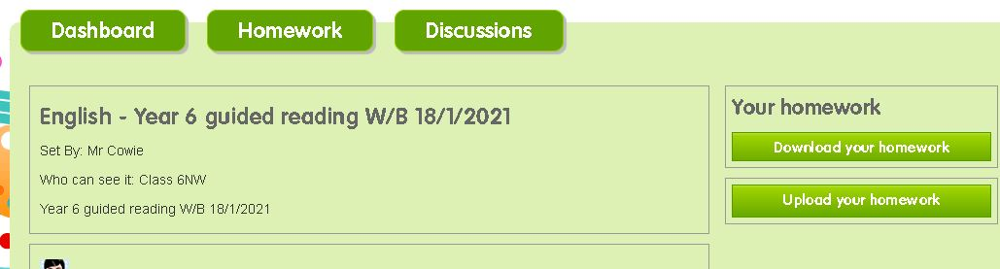 Dashboard Homework Discussions
English - Year 6 guided reading W/B 18/1/2021
Set By: Mr Cowie
Who can see it: Class 6NW
Year 6 guided reading W/B 18/1/2021
Your homework
Download your homework
Upload your homework